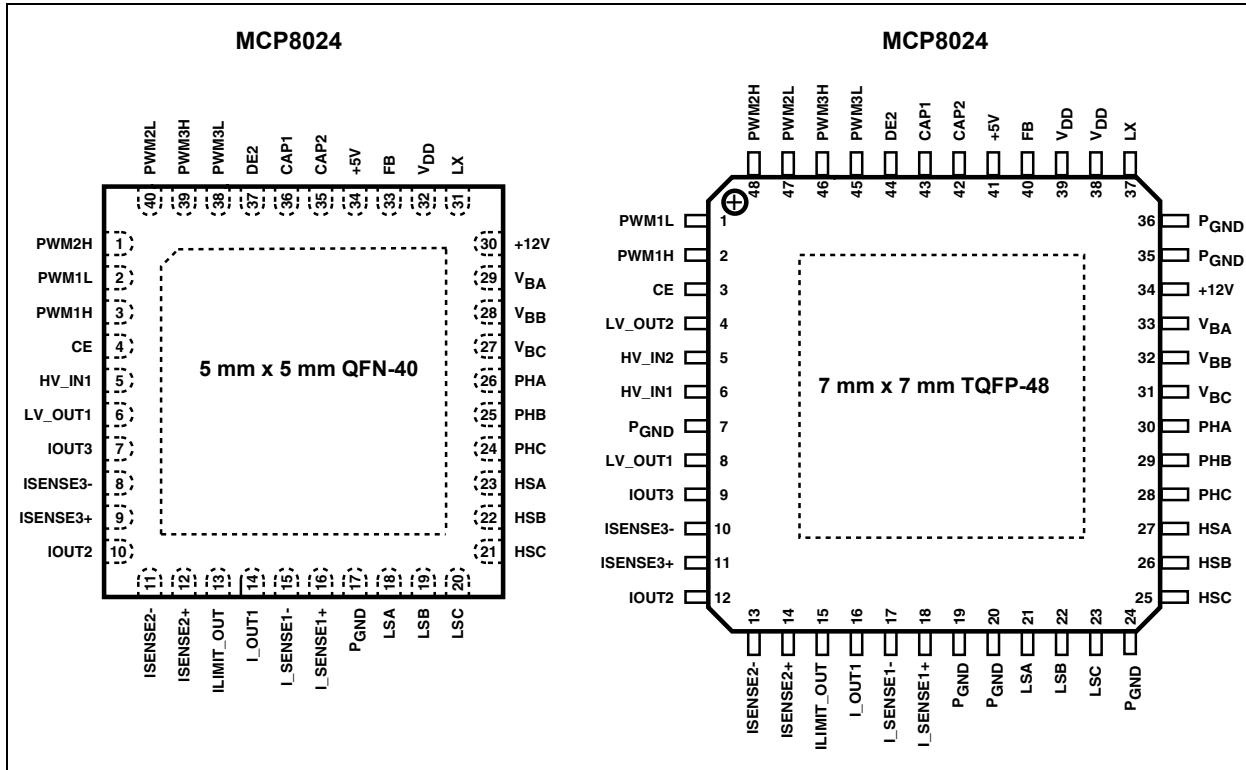 MCP8024
PWM2L
PWM3H
PWM3L
DE2
CAP1
CAP2
+5V
FB
VDD
LX
40
39
38
37
36
35
34
33
32
31
PWM2H 1
PWM1L 2
PWM1H 3
CE 4
HV_IN1 5
LV_OUT1 6
IOUT3 7
ISENSE3- 8
ISENSE3+ 9
IOUT2 10
5 mm x 5 mm QFN-40
30 +12V
29 VBA
28 VBB
27 VBC
26 PHA
25 PHB
24 PHC
23 HSA
22 HSB
21 HSC
11
12
13
14
15
16
17
18
19
20
ISENSE2-
ISENSE2+
ILIMIT_OUT
I_OUT1
I_SENSE1-
I_SENSE1+
PGND
LSA
LSB
LSC
MCP8024
PWM2H
PWM2L
PWM3H
PWM3L
DE2
CAP1
CAP2
+5V
FB
VDD
VDD
LX
48
47
46
45
44
43
42
41
40
39
38
37
PWM1L 1
PWM1H 2
CE 3
LV_OUT2 4
HV_IN2 5
HV_IN1 6
PGND 7
LV_OUT1 8
IOUT3 9
ISENSE3- 10
ISENSE3+ 11
IOUT2 12
7 mm x 7 mm TQFP-48
36 PGND
35 PGND
34 +12V
33 VBA
32 VBB
31 VBC
30 PHA
29 PHB
28 PHC
27 HSA
26 HSB
25 HSC
13
14
15
16
17
18
19
20
21
22
23
24
ISENSE2-
ISENSE2+
ILIMIT_OUT
I_OUT1
I_SENSE1-
I_SENSE1+
PGND
PGND
LSA
LSB
LSC
PGND